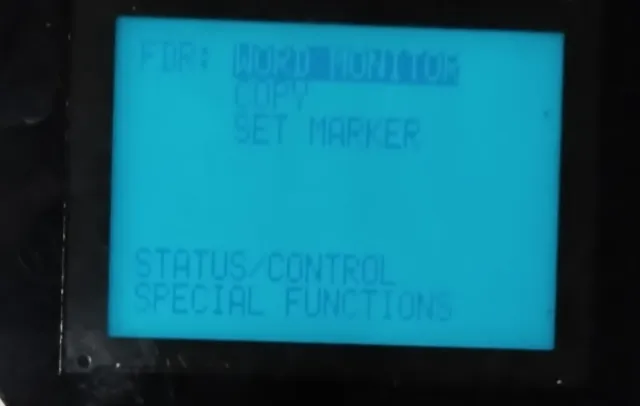 FDR: WORD MONITOR
COPY
SET MARKER
STATUS/CONTROL
SPECIAL FUNCTIONS